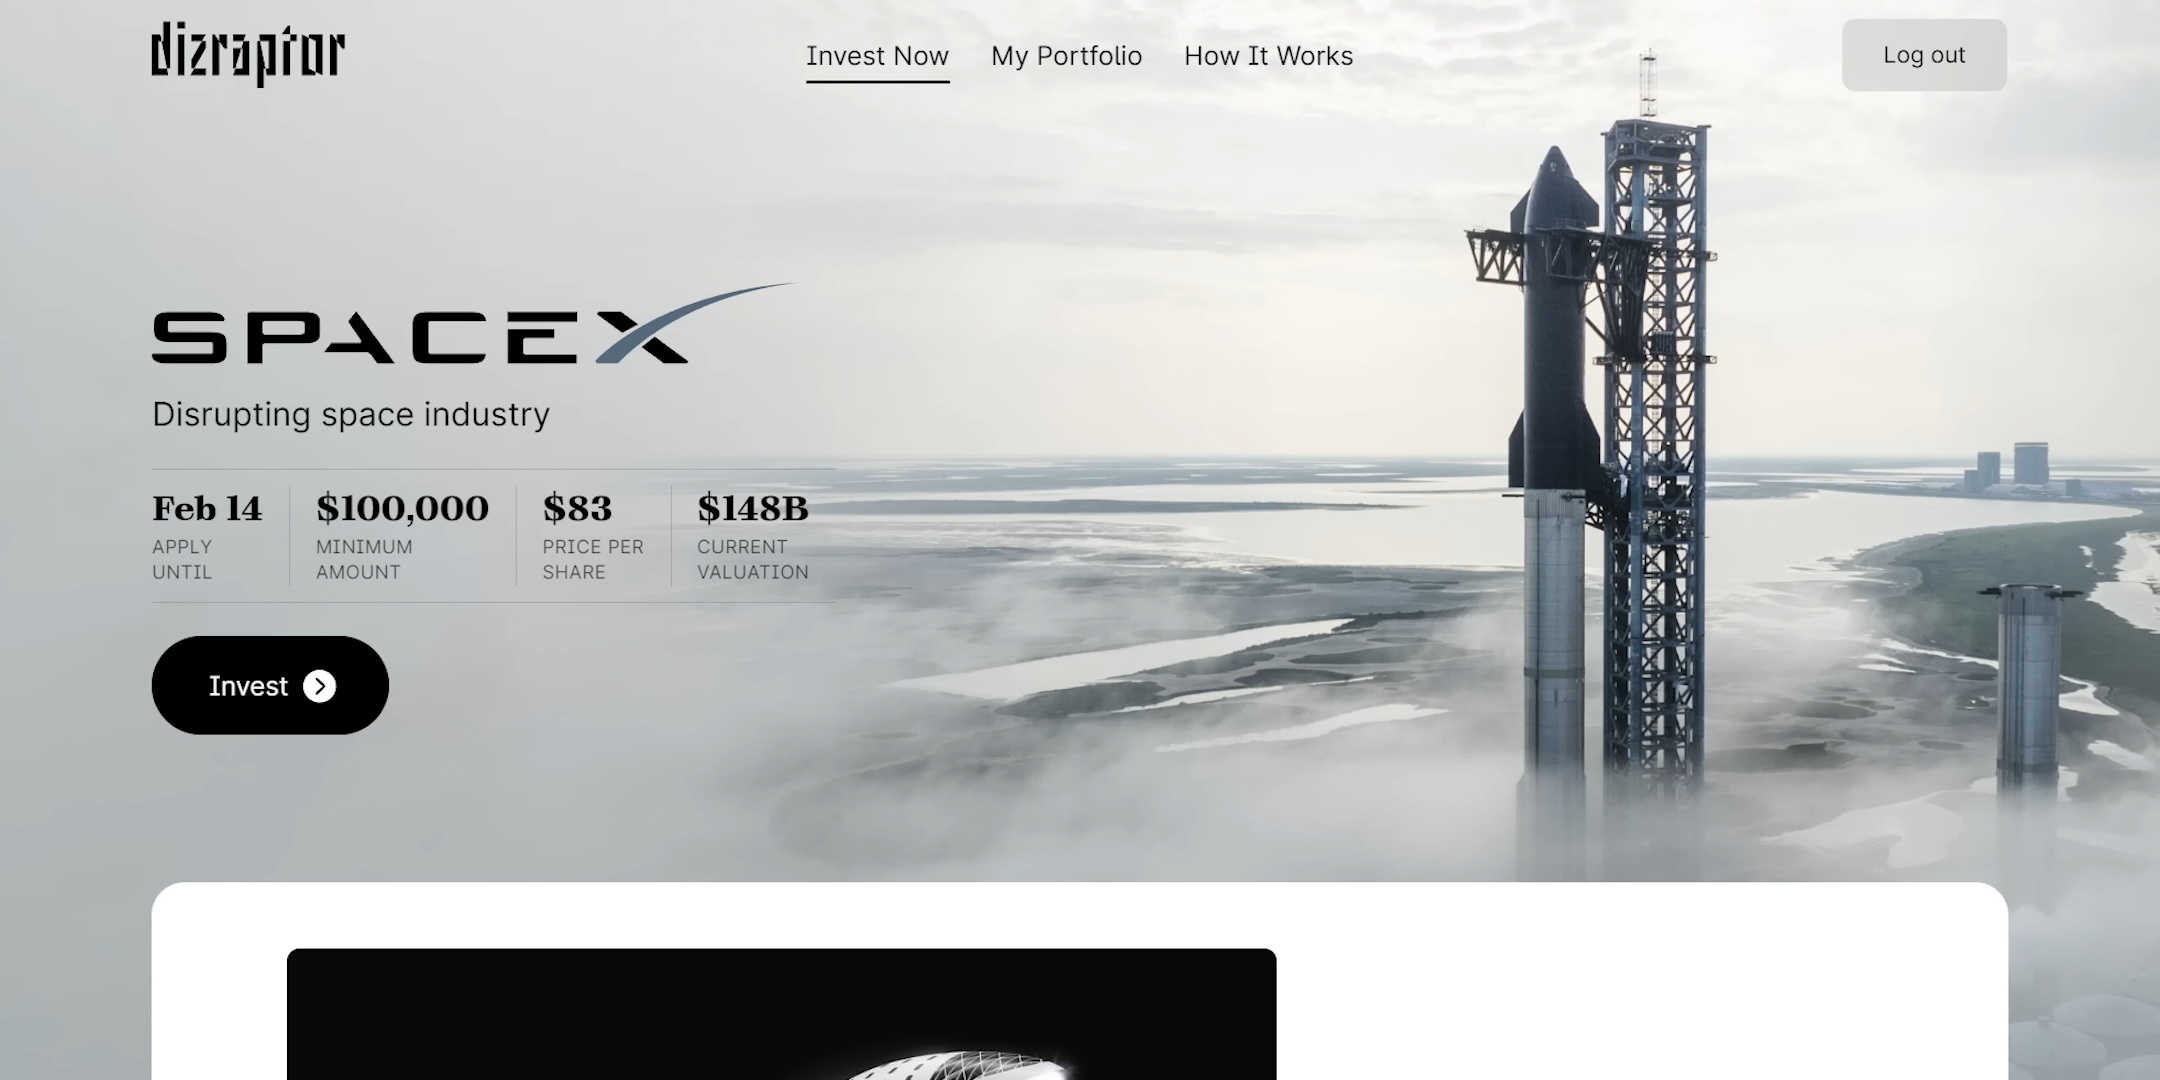 dizraptor
Invest Now
My Portfolio
How It Works
Log out
SPACEX
Disrupting space industry
Feb 14
APPLY
UNTIL
$100,000
MINIMUM
AMOUNT
$83
PRICE PER
SHARE
$148B
CURRENT
VALUATION
Invest